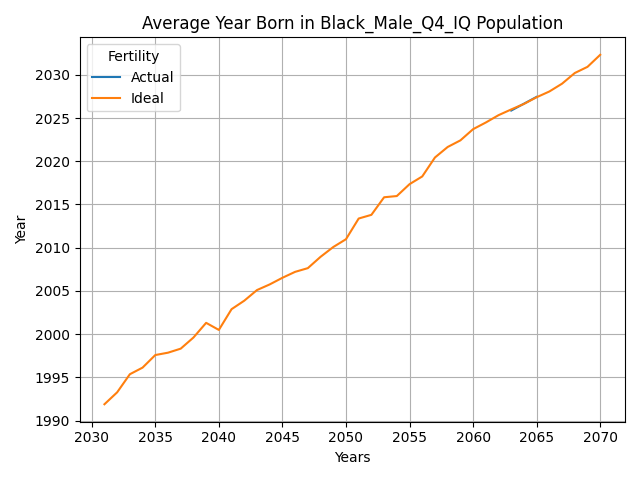 Average Year Born in Black_Male_Q4_IQ Population
Fertility
Actual
Ideal
Year
2030
2025
2020
2015
2010
2005
2000
1995
1990
2030 2035 2040 2045 2050 2055 2060 2065 2070
Years